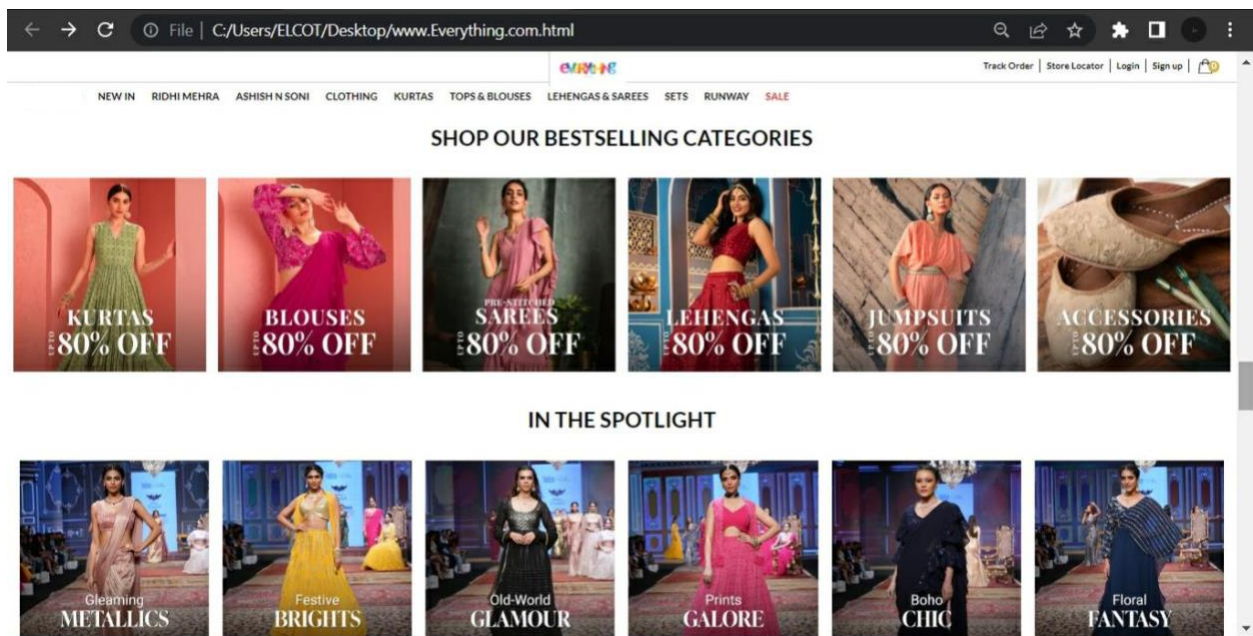 File | C:/Users/ELCOT/Desktop/www.Everything.com.html
Track Order | Store Locator | Login | Sign up | 0
NEW IN RIDHI MEHRA ASHISH N SONI CLOTHING KURTAS TOPS & BLOUSES LEHENGAS & SAREES SETS RUNWAY SALE
SHOP OUR BESTSELLING CATEGORIES
KURTAS
UPTO 80% OFF
BLOUSES
UPTO 80% OFF
PRE-STITCHED
SAREES
UPTO 80% OFF
LEHENGAS
UPTO 80% OFF
JUMPSUITS
UPTO 80% OFF
ACCESSORIES
UPTO 80% OFF
IN THE SPOTLIGHT
Gleaming
METALLICS
Festive
BRIGHTS
Old-World
GLAMOUR
Prints
GALORE
Boho
CHIC
Floral
FANTASY